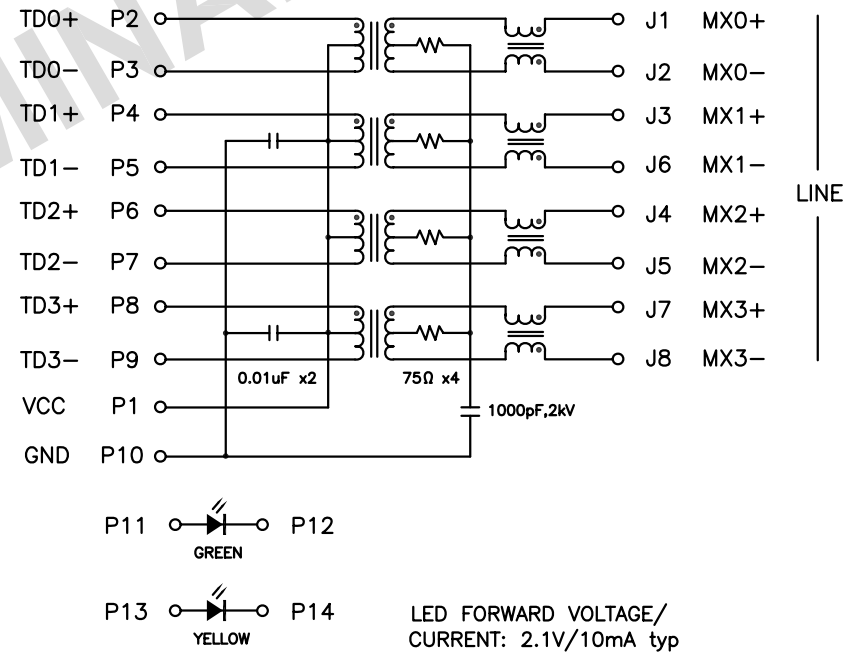 TD0+ P2 J1 MX0+
TD0− P3 J2 MX0−
TD1+ P4 J3 MX1+
TD1− P5 J6 MX1−
LINE
TD2+ P6 J4 MX2+
TD2− P7 J5 MX2−
TD3+ P8 J7 MX3+
TD3− P9 J8 MX3−
0.01uF x2 75Ω x4
VCC P1 1000pF,2kV
GND P10
P11 P12
GREEN
P13 P14
YELLOW
LED FORWARD VOLTAGE/
CURRENT: 2.1V/10mA typ